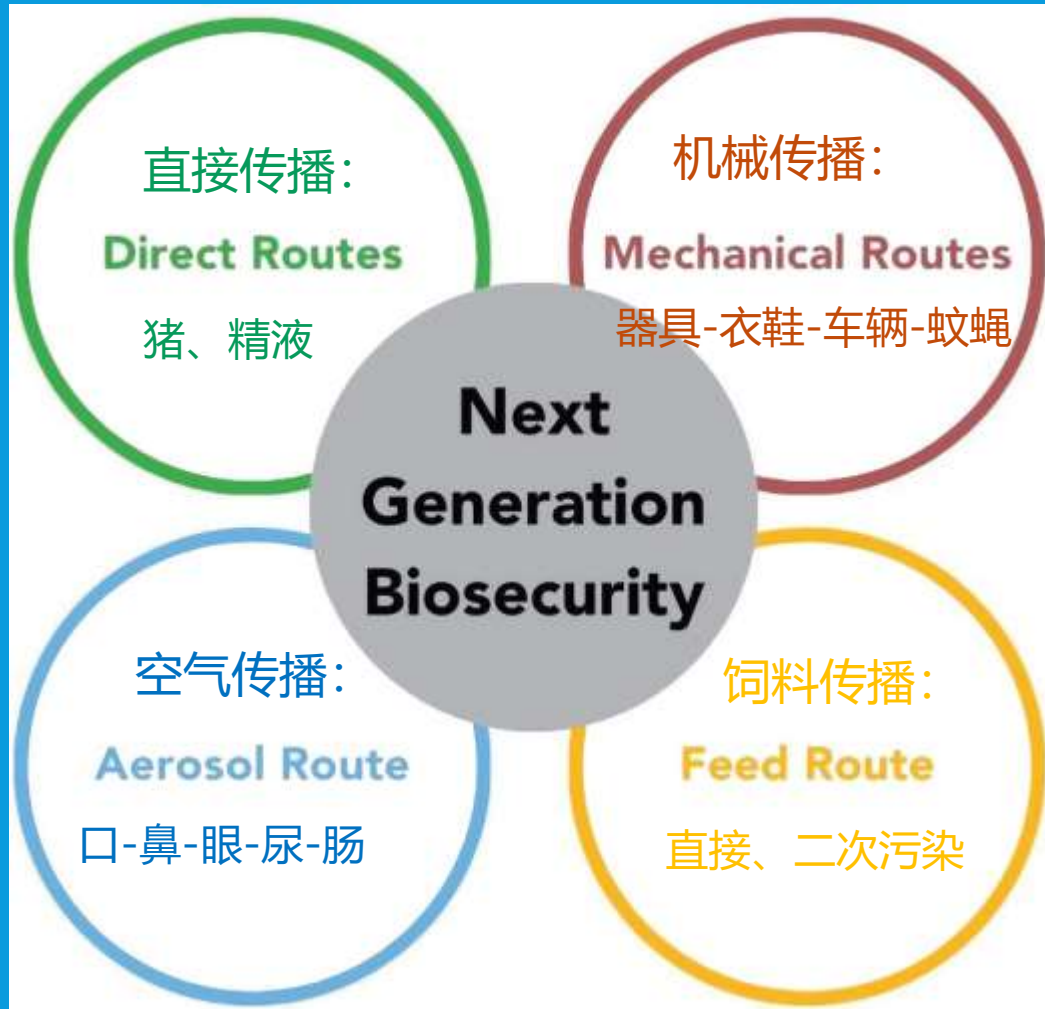 直接传播：
Direct Routes
猪、精液
机械传播：
Mechanical Routes
器具-衣鞋-车辆-蚊蝇
Next
Generation
Biosecurity
空气传播：
Aerosol Route
口-鼻-眼-尿-肠
饲料传播：
Feed Route
直接、二次污染